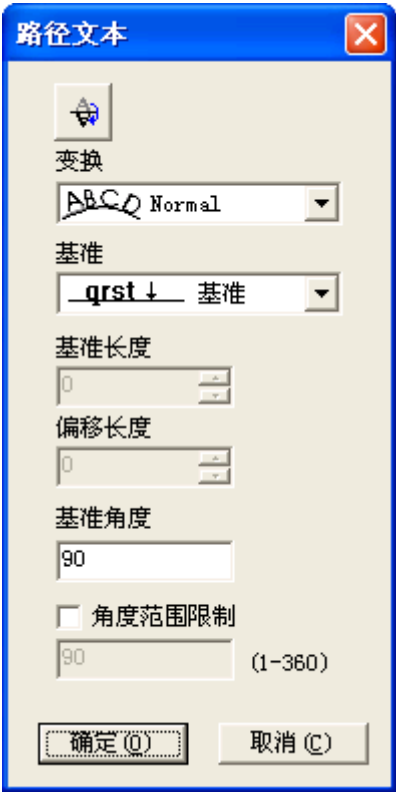 路径文本
变换
ABCD Normal
基准
qrst↓ 基准
基准长度
0
偏移长度
0
基准角度
90
角度范围限制
90 (1-360)
确定(O) 取消(C)